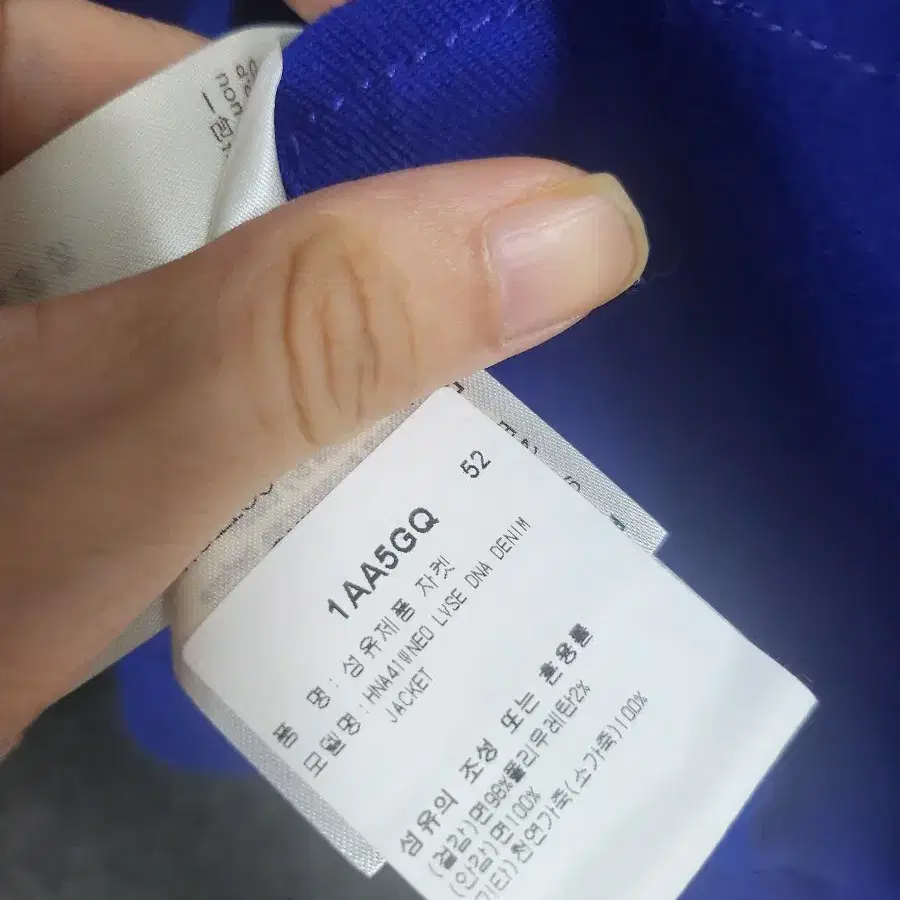 1AA5GQ 52
품 명: 섬유제품 자켓
모델명: HNA41WNEO LVSE DNA DENIM
JACKET
섬유의 조성 또는 혼용률
(겉감)면98%폴리우레탄2%
(안감)면100%
기타)천연가죽(소가죽)100%